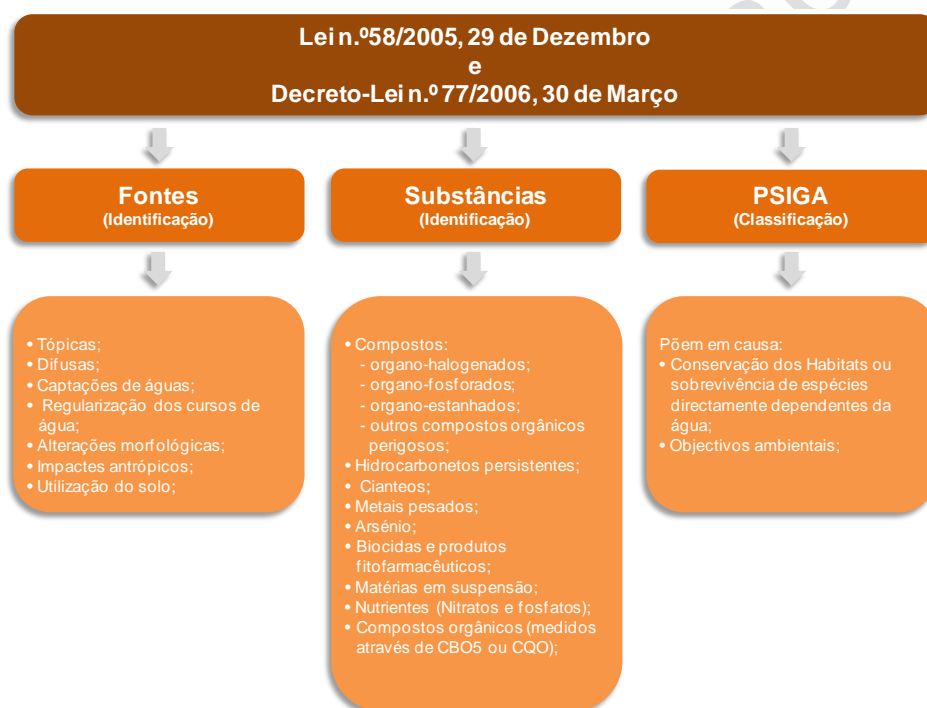 Lei n.º58/2005, 29 de Dezembro
e
Decreto-Lei n.º 77/2006, 30 de Março
Fontes
(Identificação)
Substâncias
(Identificação)
PSIGA
(Classificação)
• Tópicas;
• Difusas;
• Captações de águas;
• Regularização dos cursos de
água;
• Alterações morfológicas;
• Impactes antrópicos;
• Utilização do solo;
• Compostos:
- organo-halogenados;
- organo-fosforados;
- organo-estanhados;
- outros compostos orgânicos
perigosos;
• Hidrocarbonetos persistentes;
• Cianteos;
• Metais pesados;
• Arsénio;
• Biocidas e produtos
fitofarmacêuticos;
• Matérias em suspensão;
• Nutrientes (Nitratos e fosfatos);
• Compostos orgânicos (medidos
através de CBO5 ou CQO);
Põem em causa:
• Conservação dos Habitats ou
sobrevivência de espécies
directamente dependentes da
água;
• Objectivos ambientais;